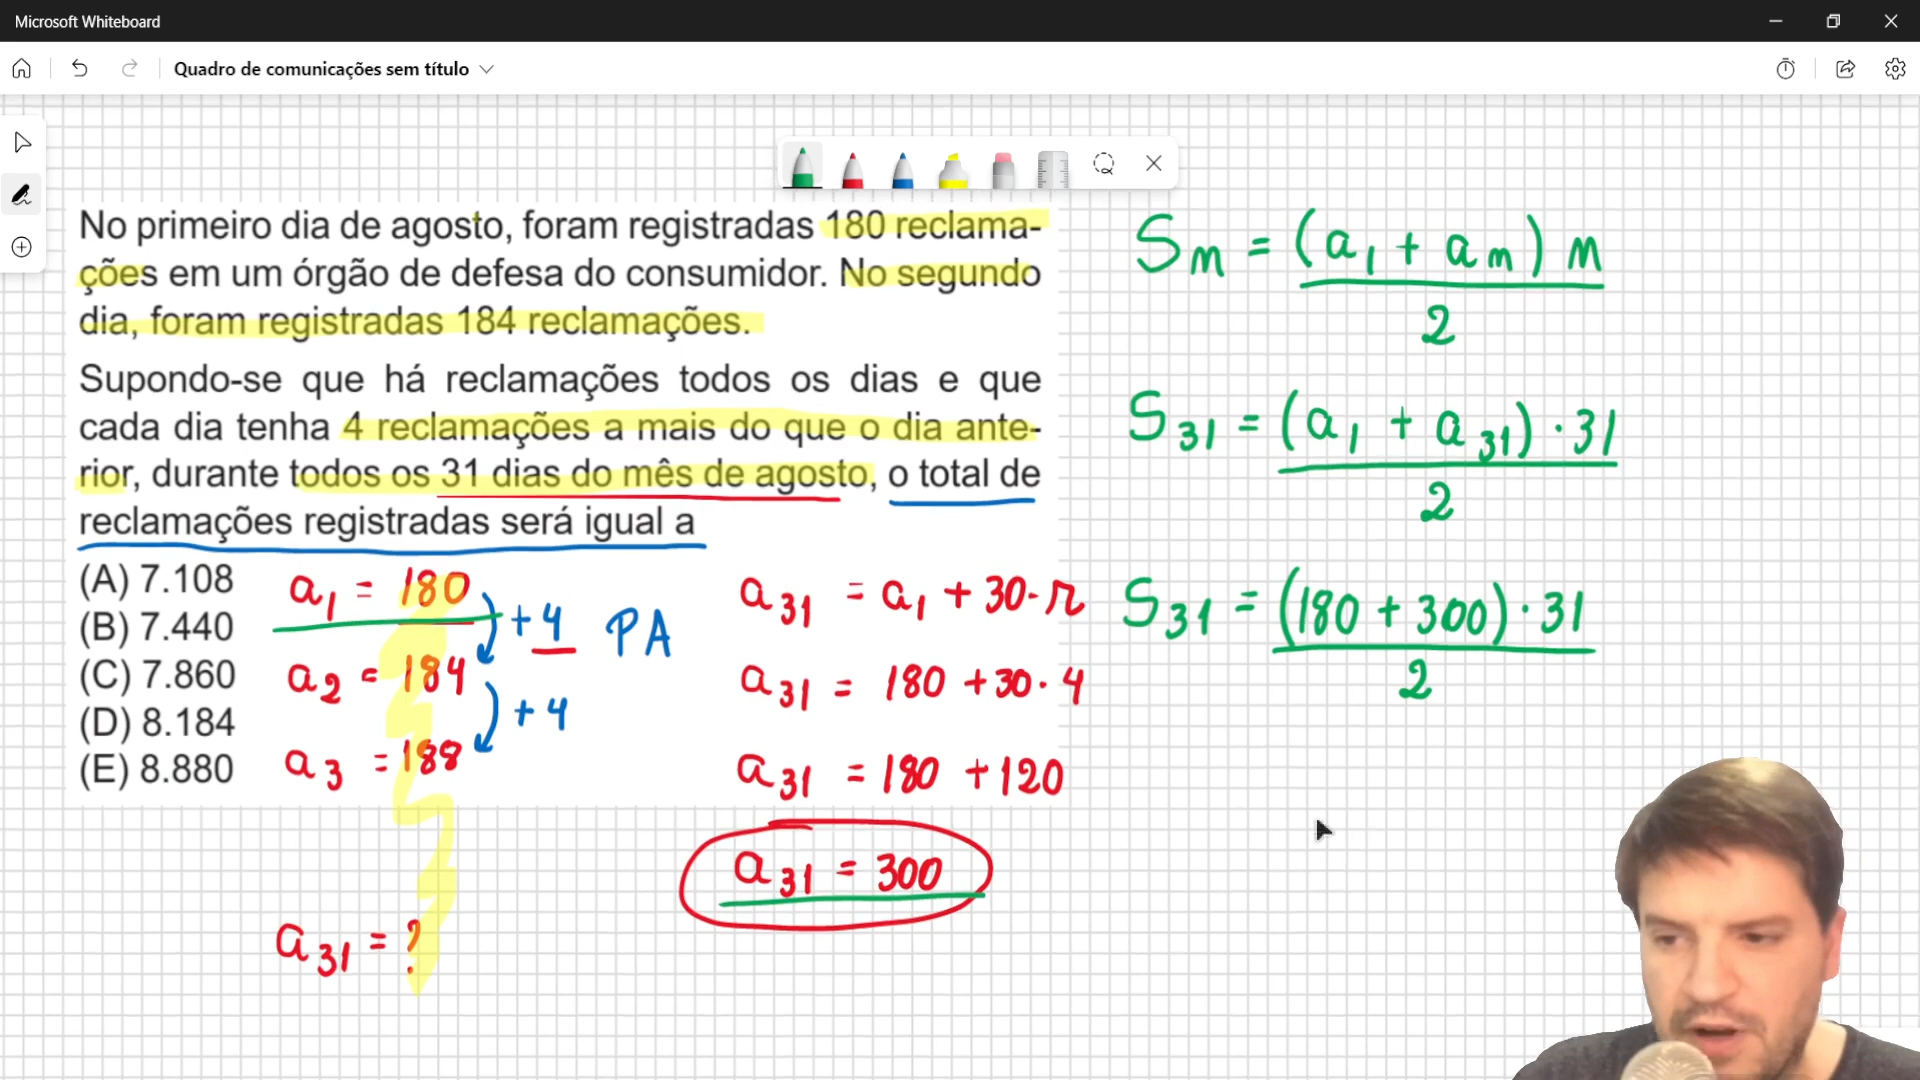 Microsoft Whiteboard
Quadro de comunicações sem título
No primeiro dia de agosto, foram registradas 180 reclama-
ções em um órgão de defesa do consumidor. No segundo
dia, foram registradas 184 reclamações.
Supondo-se que há reclamações todos os dias e que
cada dia tenha 4 reclamações a mais do que o dia ante-
rior, durante todos os 31 dias do mês de agosto, o total de
reclamações registradas será igual a
(A) 7.108
(B) 7.440
(C) 7.860
(D) 8.184
(E) 8.880
a₁ = 180
+4 PA
a₂ = 184
+4
a₃ = 188
a₃₁ = ?
a₃₁ = a₁ + 30·r
a₃₁ = 180 + 30·4
a₃₁ = 180 + 120
a₃₁ = 300
Sₙ = (a₁ + aₙ) n
2
S₃₁ = (a₁ + a₃₁)·31
2
S₃₁ = (180 + 300)·31
2